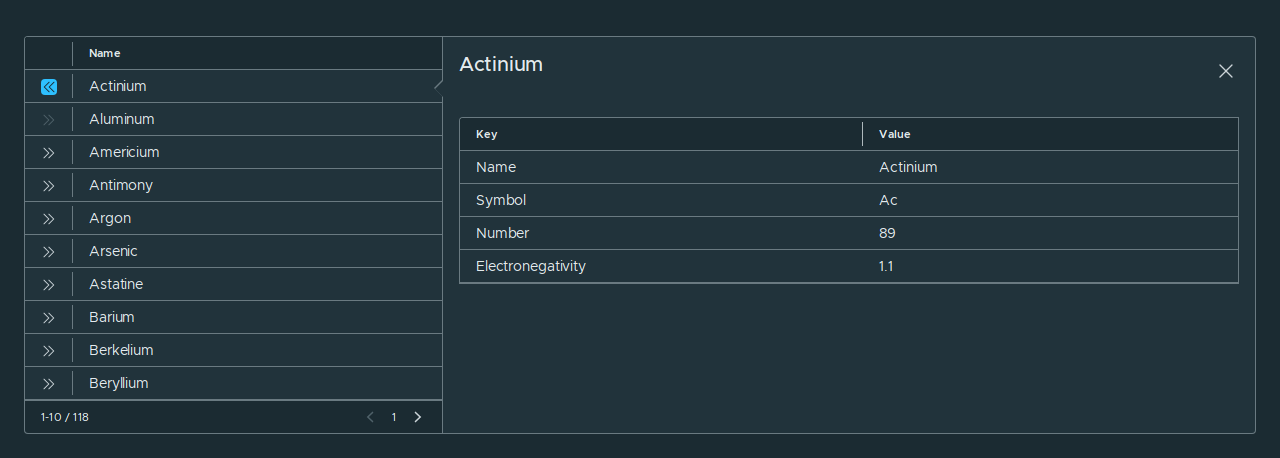 Name
Actinium
Aluminum
Americium
Antimony
Argon
Arsenic
Astatine
Barium
Berkelium
Beryllium
1-10 / 118
1
Actinium
Key Value
Name Actinium
Symbol Ac
Number 89
Electronegativity 1.1